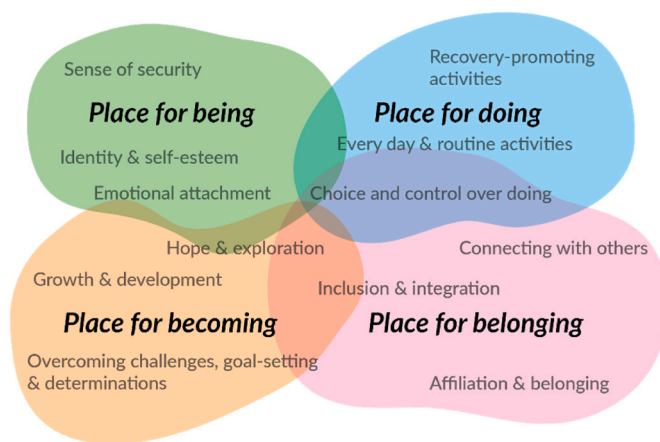 Sense of security
Place for being
Identity & self-esteem
Emotional attachment
Recovery-promoting
activities
Place for doing
Every day & routine activities
Choice and control over doing
Hope & exploration
Growth & development
Place for becoming
Overcoming challenges, goal-setting
& determinations
Connecting with others
Inclusion & integration
Place for belonging
Affiliation & belonging